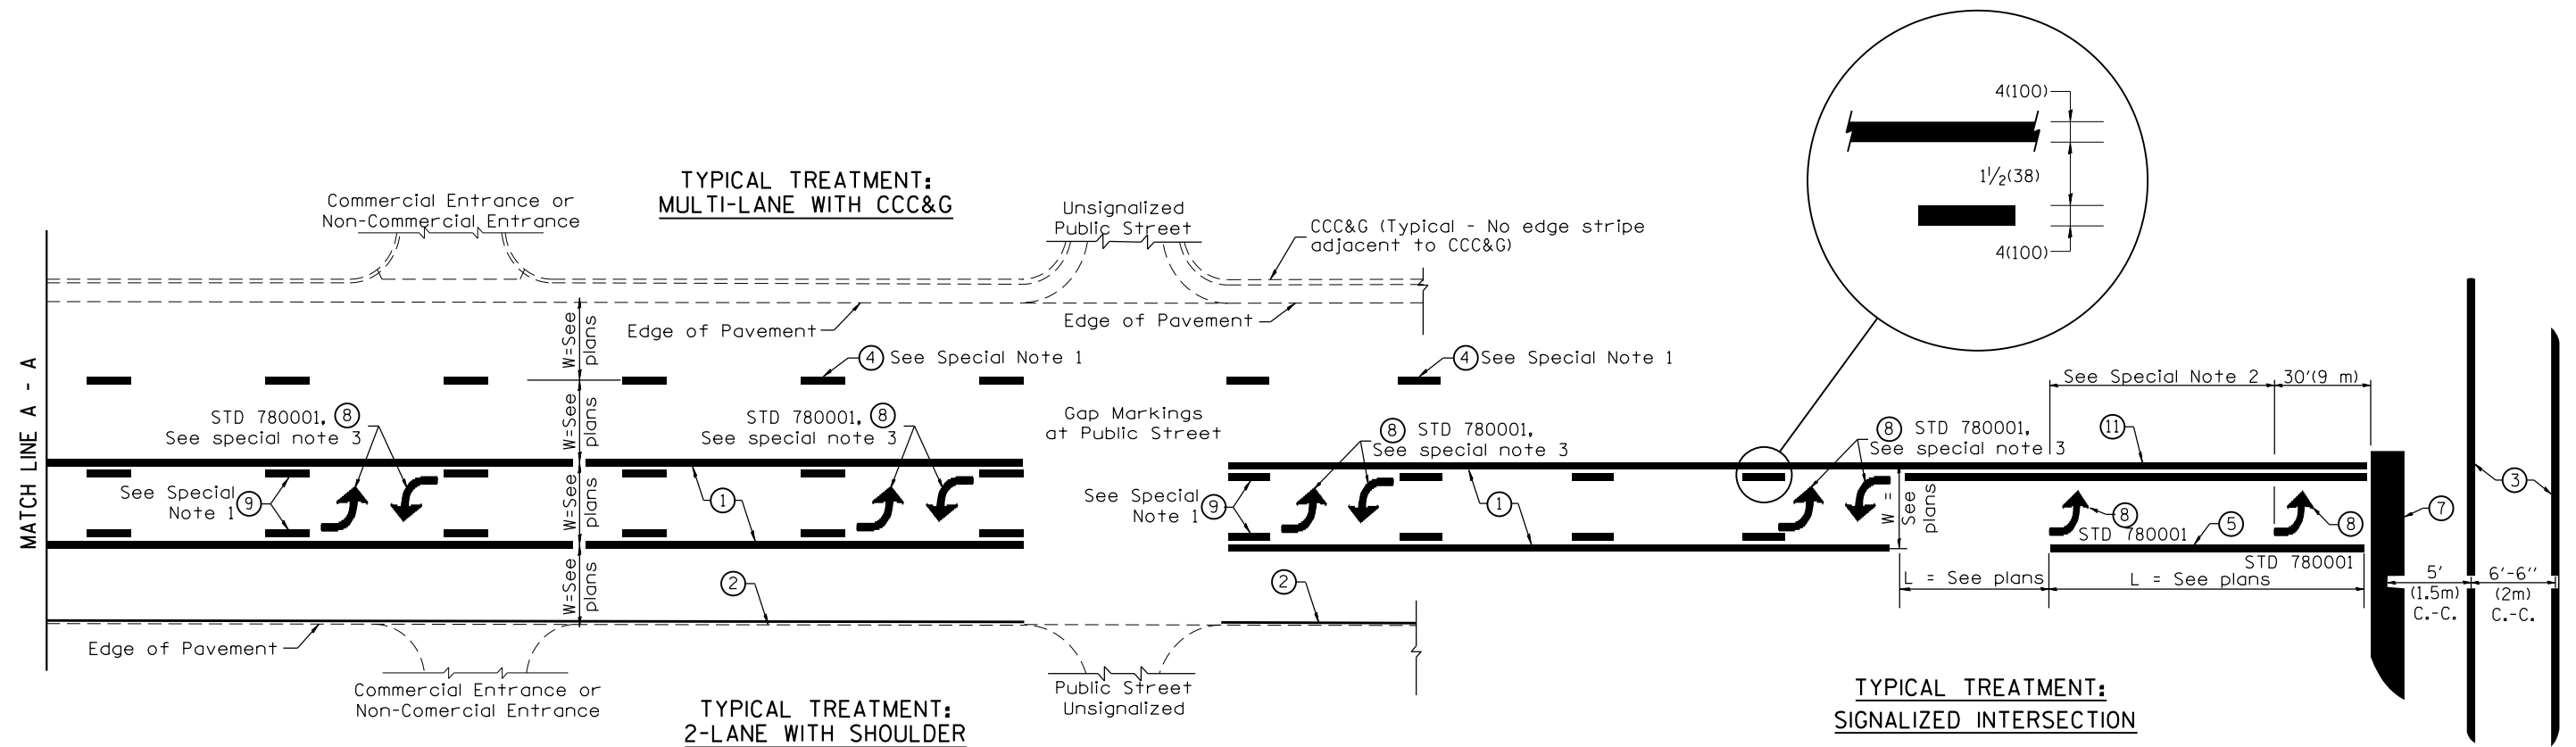 TYPICAL TREATMENT:
MULTI-LANE WITH CCC&G
Commercial Entrance or
Non-Commercial Entrance
Unsignalized
Public Street
CCC&G (Typical - No edge stripe
adjacent to CCC&G)
4(100)
1½(38)
4(100)
Edge of Pavement
Edge of Pavement
W=See
plans
MATCH LINE A - A
4 See Special Note 1
4 See Special Note 1
See Special Note 2
30'(9 m)
STD 780001, 8
See special note 3
W=See
plans
STD 780001, 8
See special note 3
Gap Markings
at Public Street
8 STD 780001,
See special note 3
8 STD 780001,
See special note 3
11
See Special
Note 1
9
W=See
plans
1
See Special
Note 1
9
1
W =
See
plans
8
STD 780001
5
8
STD 780001
7
3
W=See
plans
2
2
L = See plans
L = See plans
5'
(1.5m)
C.-C.
6'-6''
(2m)
C.-C.
Edge of Pavement
Commercial Entrance or
Non-Comercial Entrance
Public Street
Unsignalized
TYPICAL TREATMENT:
2-LANE WITH SHOULDER
TYPICAL TREATMENT:
SIGNALIZED INTERSECTION